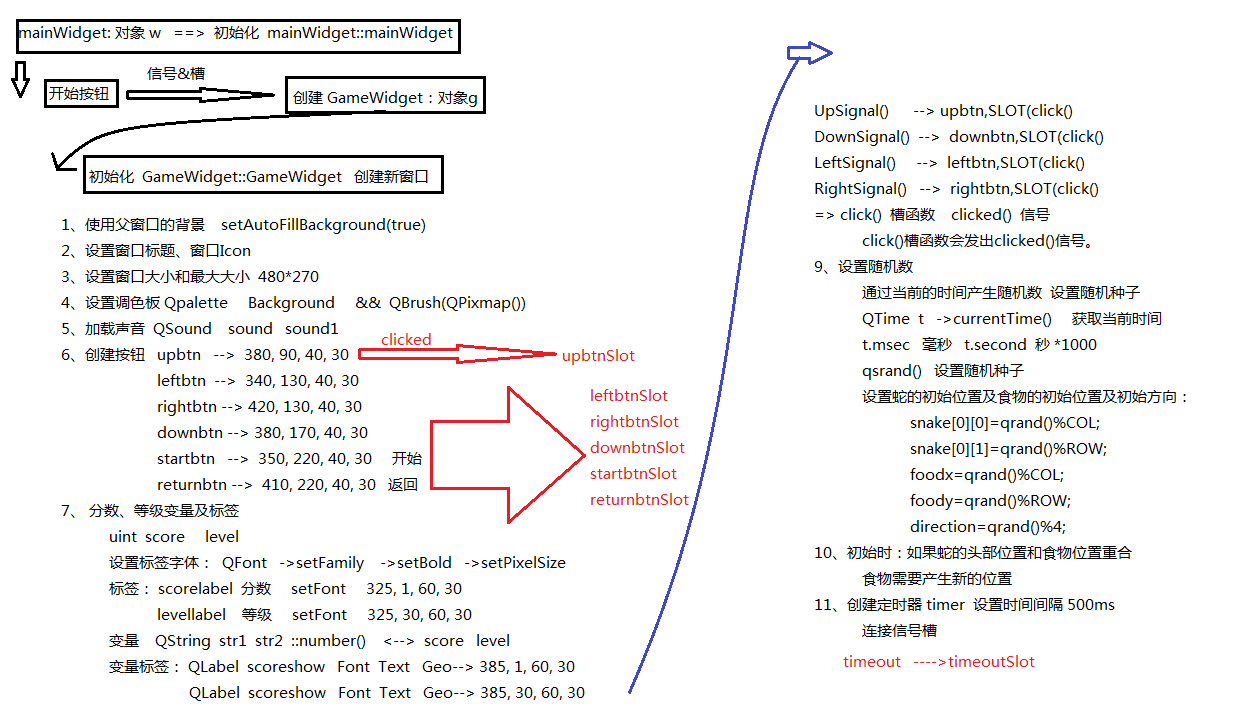 mainWidget: 对象 w ==> 初始化 mainWidget::mainWidget
信号&槽
开始按钮
创建 GameWidget：对象g
初始化 GameWidget::GameWidget 创建新窗口
1、使用父窗口的背景 setAutoFillBackground(true)
2、设置窗口标题、窗口Icon
3、设置窗口大小和最大大小 480*270
4、设置调色板 Qpalette Background && QBrush(QPixmap())
5、加载声音 QSound sound sound1
6、创建按钮 upbtn --> 380, 90, 40, 30
clicked
upbtnSlot
leftbtn --> 340, 130, 40, 30
rightbtn --> 420, 130, 40, 30
downbtn --> 380, 170, 40, 30
startbtn --> 350, 220, 40, 30 开始
returnbtn --> 410, 220, 40, 30 返回
leftbtnSlot
rightbtnSlot
downbtnSlot
startbtnSlot
returnbtnSlot
7、 分数、等级变量及标签
uint score level
设置标签字体： QFont ->setFamily ->setBold ->setPixelSize
标签： scorelabel 分数 setFont 325, 1, 60, 30
levellabel 等级 setFont 325, 30, 60, 30
变量 QString str1 str2 ::number() <--> score level
变量标签： QLabel scoreshow Font Text Geo--> 385, 1, 60, 30
QLabel scoreshow Font Text Geo--> 385, 30, 60, 30
UpSignal() --> upbtn,SLOT(click()
DownSignal() --> downbtn,SLOT(click()
LeftSignal() --> leftbtn,SLOT(click()
RightSignal() --> rightbtn,SLOT(click()
=> click() 槽函数 clicked() 信号
click()槽函数会发出clicked()信号。
9、设置随机数
通过当前的时间产生随机数 设置随机种子
QTime t ->currentTime() 获取当前时间
t.msec 毫秒 t.second 秒 *1000
qsrand() 设置随机种子
设置蛇的初始位置及食物的初始位置及初始方向：
snake[0][0]=qrand()%COL;
snake[0][1]=qrand()%ROW;
foodx=qrand()%COL;
foody=qrand()%ROW;
direction=qrand()%4;
10、初始时：如果蛇的头部位置和食物位置重合
食物需要产生新的位置
11、创建定时器 timer 设置时间间隔 500ms
连接信号槽
timeout ---->timeoutSlot